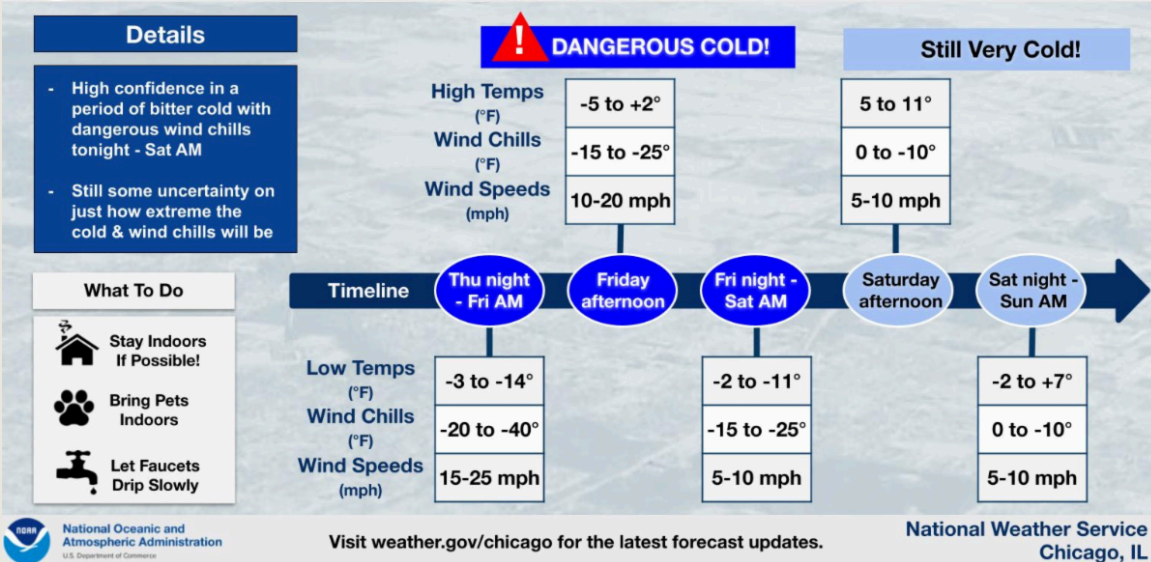 Details
- High confidence in a
period of bitter cold with
dangerous wind chills
tonight - Sat AM
- Still some uncertainty on
just how extreme the
cold & wind chills will be
What To Do
Stay Indoors
If Possible!
Bring Pets
Indoors
Let Faucets
Drip Slowly
! DANGEROUS COLD!
Still Very Cold!
High Temps
(°F)
-5 to +2°
5 to 11°
Wind Chills
(°F)
-15 to -25°
0 to -10°
Wind Speeds
(mph)
10-20 mph
5-10 mph
Timeline
Thu night
- Fri AM
Friday
afternoon
Fri night -
Sat AM
Saturday
afternoon
Sat night -
Sun AM
Low Temps
(°F)
-3 to -14°
-2 to -11°
-2 to +7°
Wind Chills
(°F)
-20 to -40°
-15 to -25°
0 to -10°
Wind Speeds
(mph)
15-25 mph
5-10 mph
5-10 mph
NOAA
National Oceanic and
Atmospheric Administration
U.S. Department of Commerce
Visit weather.gov/chicago for the latest forecast updates.
National Weather Service
Chicago, IL